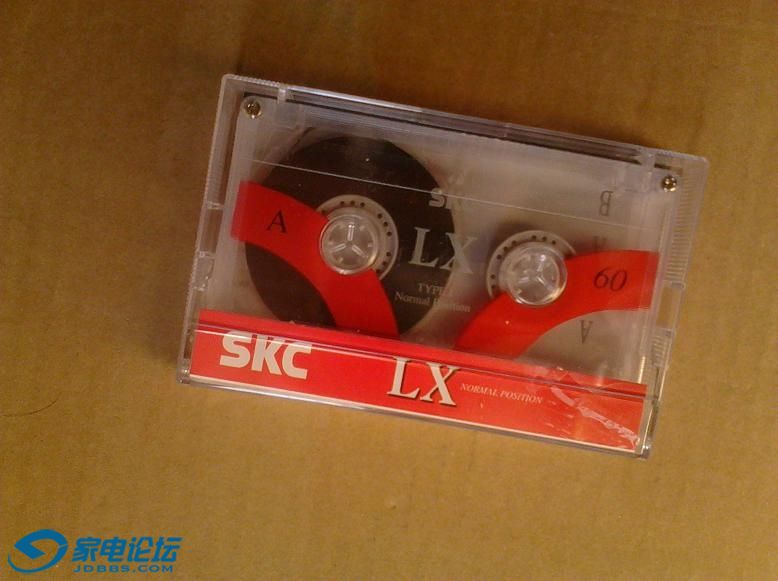 SKC
A
LX
60
TYPE I
Normal Position
SKC
LX
NORMAL POSITION
B
A
家电论坛
JDBBS.COM